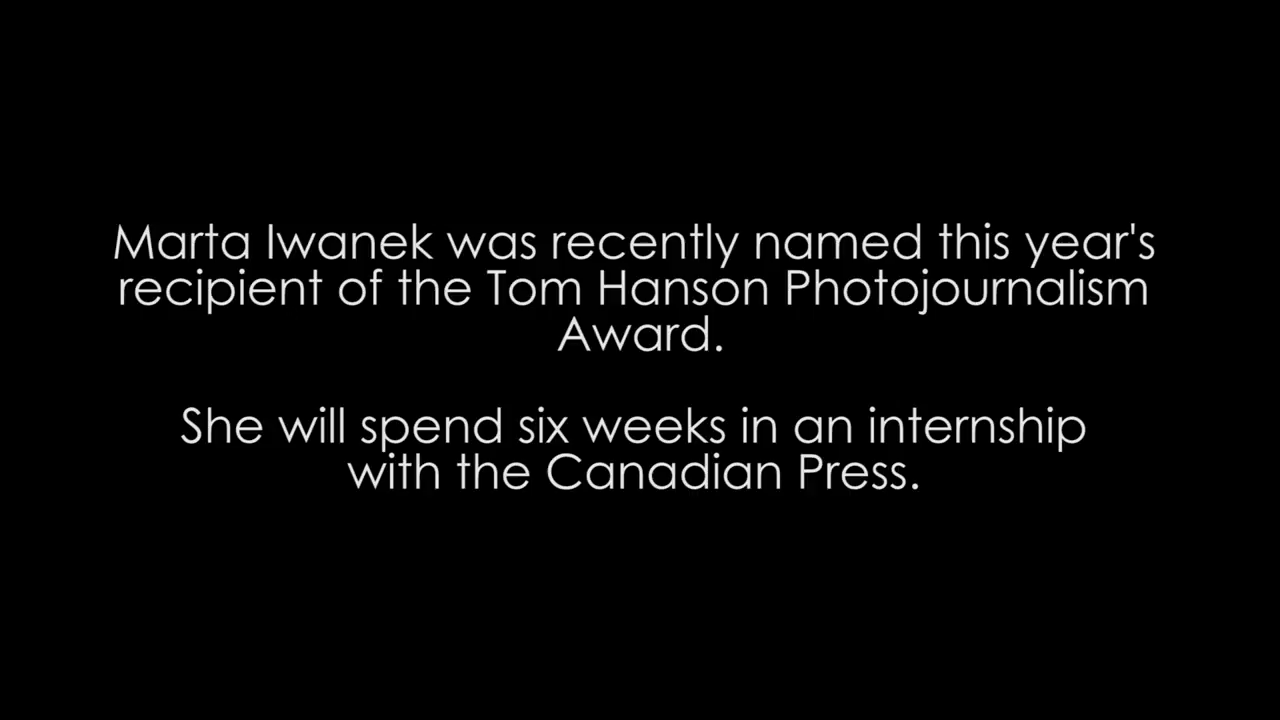 Marta Iwanek was recently named this year's
recipient of the Tom Hanson Photojournalism
Award.
She will spend six weeks in an internship
with the Canadian Press.